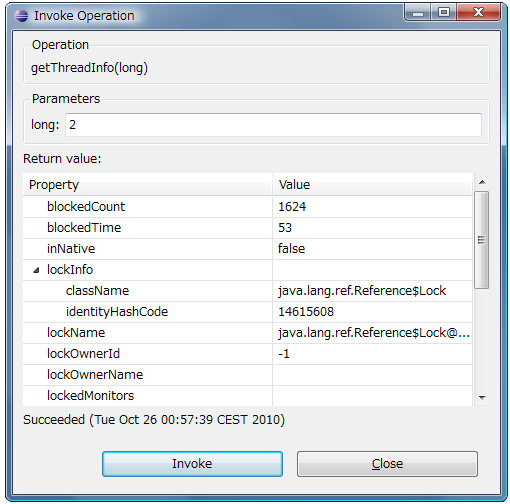 Invoke Operation
Operation
getThreadInfo(long)
Parameters
long: 2
Return value:
Property Value
blockedCount 1624
blockedTime 53
inNative false
lockInfo
className java.lang.ref.Reference$Lock
identityHashCode 14615608
lockName java.lang.ref.Reference$Lock@...
lockOwnerId -1
lockOwnerName
lockedMonitors
Succeeded (Tue Oct 26 00:57:39 CEST 2010)
Invoke Close